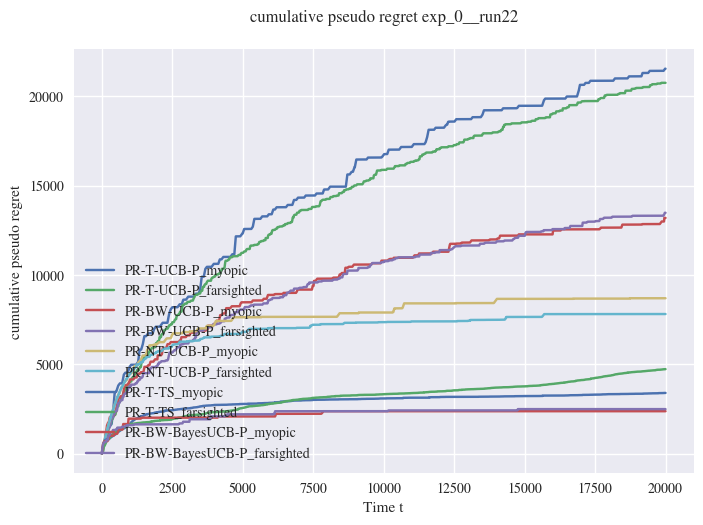 cumulative pseudo regret exp_0__run22
cumulative pseudo regret
20000
15000
10000
5000
0
PR-T-UCB-P_myopic
PR-T-UCB-P_farsighted
PR-BW-UCB-P_myopic
PR-BW-UCB-P_farsighted
PR-NT-UCB-P_myopic
PR-NT-UCB-P_farsighted
PR-T-TS_myopic
PR-T-TS_farsighted
PR-BW-BayesUCB-P_myopic
PR-BW-BayesUCB-P_farsighted
0 2500 5000 7500 10000 12500 15000 17500 20000
Time t